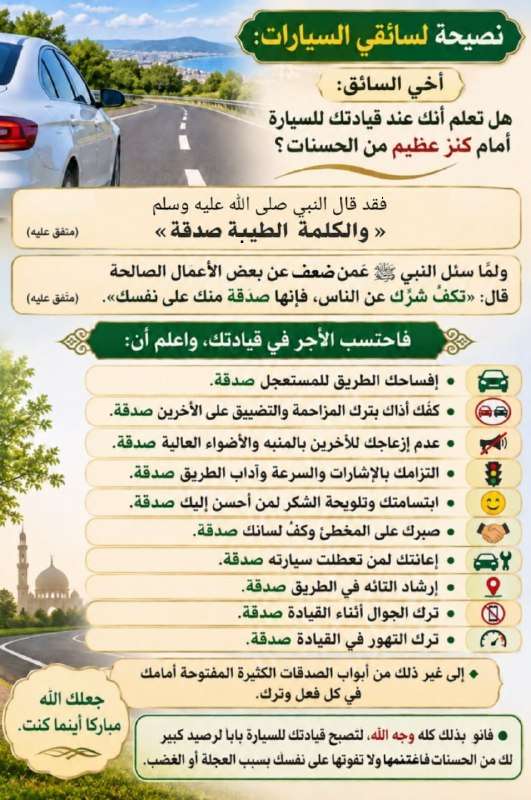 نصيحة لسائقي السيارات:
أخي السائق:
هل تعلم أنك عند قيادتك للسيارة
أمام كنز عظيم من الحسنات؟
فقد قال النبي صلى الله عليه وسلم
« والكلمة الطيبة صدقة »
(متفق عليه)
ولمَّا سئل النبي ﷺ عَمن ضعف عن بعض الأعمال الصالحة
قال: «تكفُّ شرَّك عن الناس، فإنها صدقة منك على نفسك».
(متَّفق عليه)
فاحتسب الأجر في قيادتك، واعلم أن:
• إفساحك الطريق للمستعجل صدقة.
• كفُّك أذاك بترك المزاحمة والتضييق على الأخرين صدقة.
• عدم إزعاجك للأخرين بالمنبه والأضواء العالية صدقة.
• التزامك بالإشارات والسرعة وآداب الطريق صدقة.
• ابتسامتك وتلويحة الشكر لمن أحسن إليك صدقة.
• صبرك على المخطئ وكفُّ لسانك صدقة.
• إعانتك لمن تعطلت سيارته صدقة.
• إرشاد التائه في الطريق صدقة.
• ترك الجوال أثناء القيادة صدقة.
• ترك التهور في القيادة صدقة.
◆ إلى غير ذلك من أبواب الصدقات الكثيرة المفتوحة أمامك
في كل فعل وترك.
جعلك الله
مباركا أينما كنت.
• فانو بذلك كله وجه الله، لتصبح قيادتك للسيارة باباً لرصيد كبير
لك من الحسنات فاغتنمها ولا تفوتها على نفسك بسبب العجلة أو الغضب.